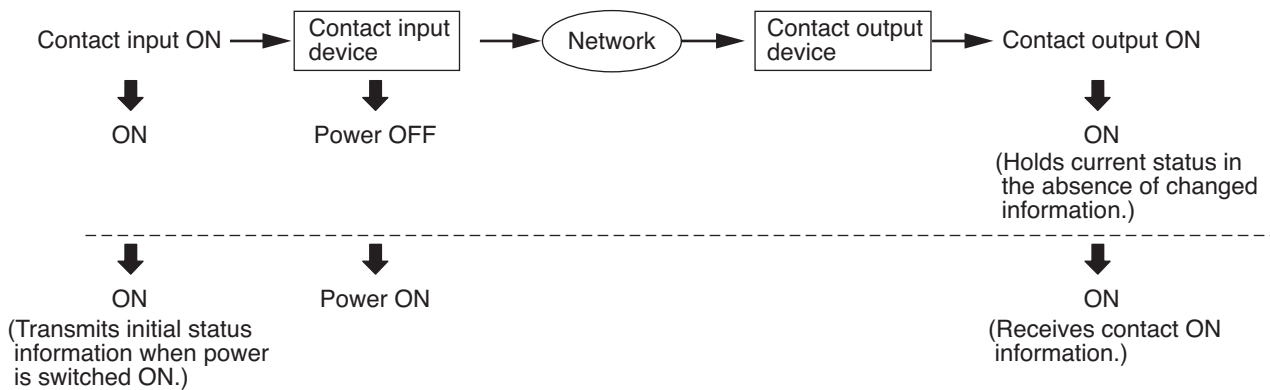 Contact input ON
Contact input
device
Network
Contact output
device
Contact output ON
ON
Power OFF
ON
(Holds current status in
the absence of changed
information.)
ON
Power ON
ON
(Transmits initial status
information when power
is switched ON.)
(Receives contact ON
information.)